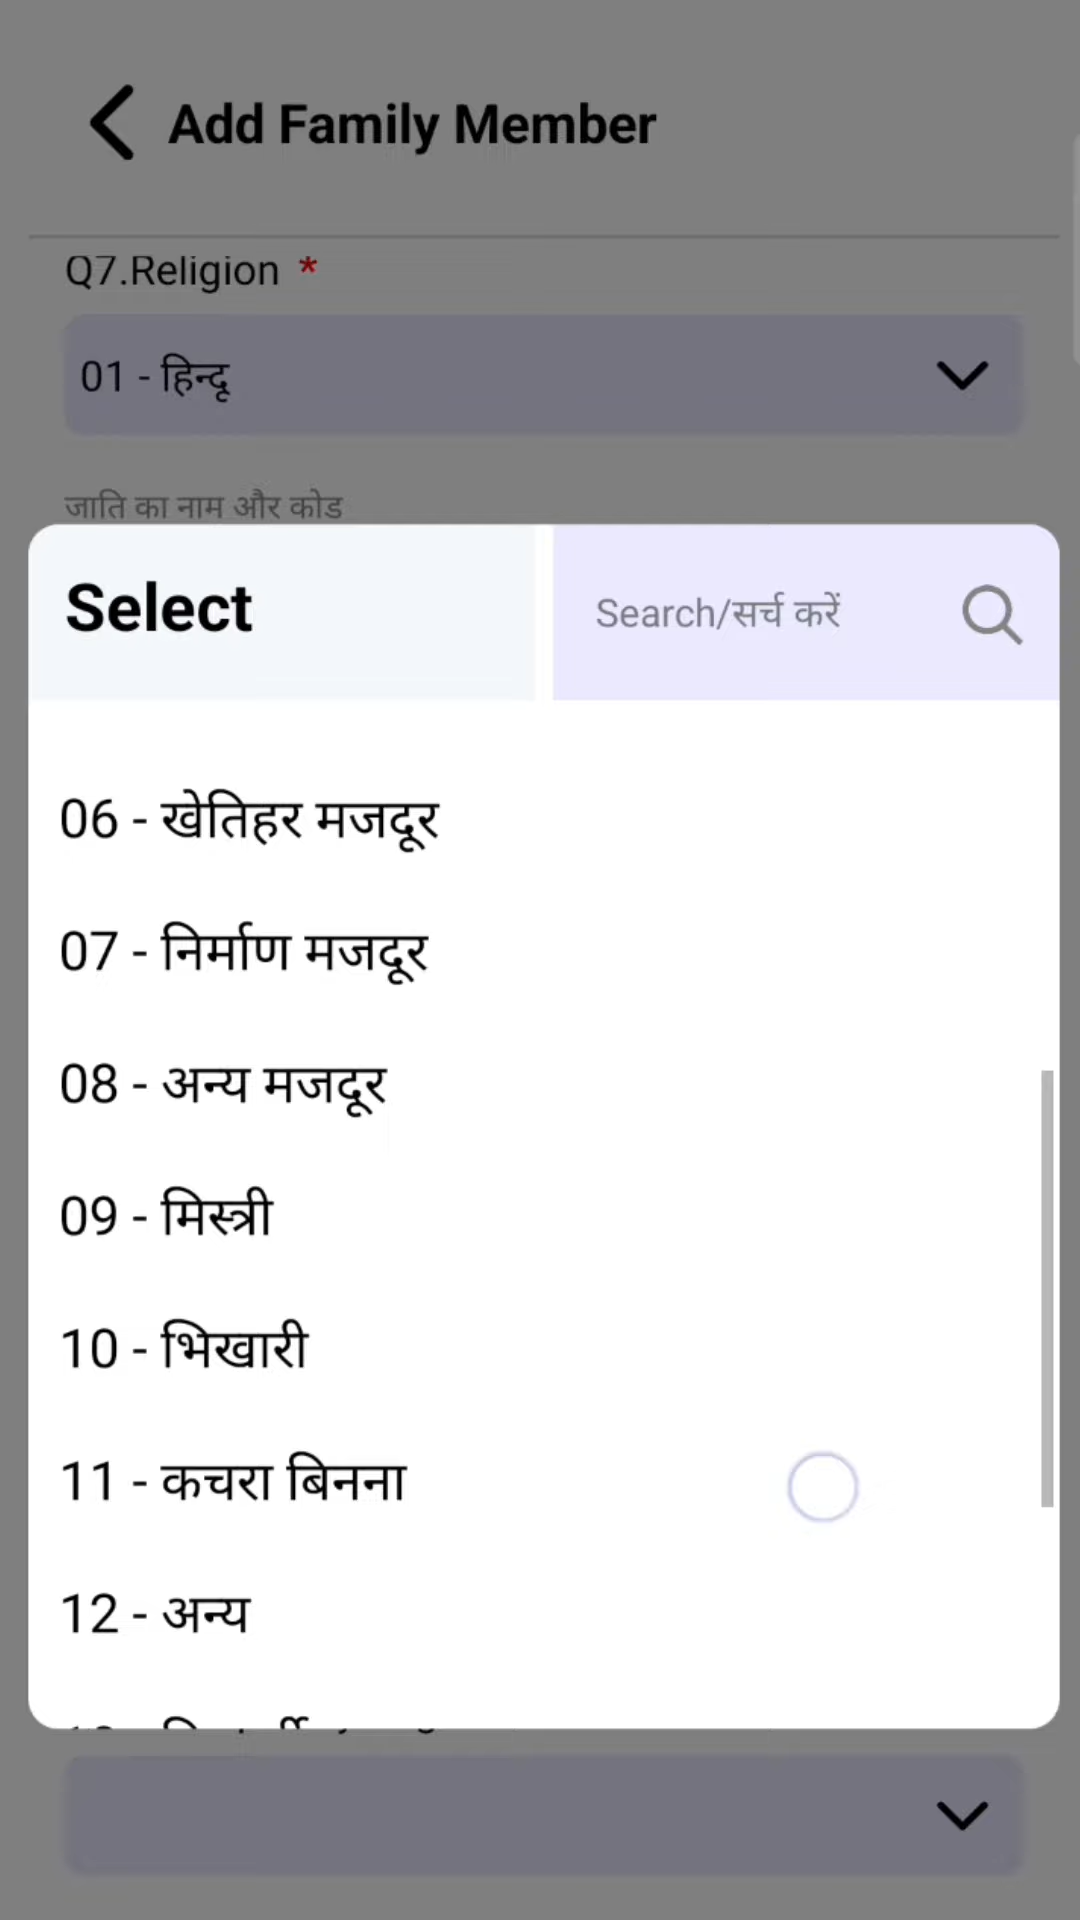 Add Family Member
Q7.Religion *
01 - हिन्दू
जाति का नाम और कोड
Select
Search/सर्च करें
06 - खेतिहर मजदूर
07 - निर्माण मजदूर
08 - अन्य मजदूर
09 - मिस्त्री
10 - भिखारी
11 - कचरा बिनना
12 - अन्य